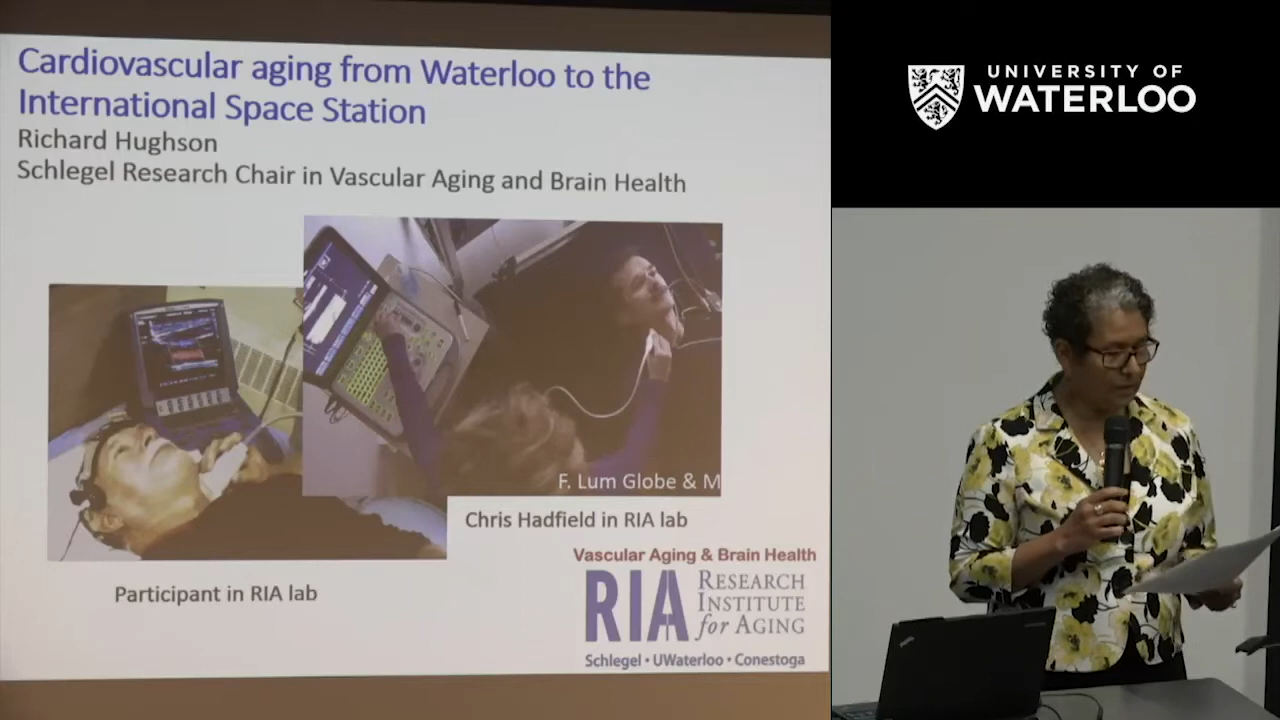 Cardiovascular aging from Waterloo to the
International Space Station
Richard Hughson
Schlegel Research Chair in Vascular Aging and Brain Health
F. Lum Globe & M
Chris Hadfield in RIA lab
Participant in RIA lab
Vascular Aging & Brain Health
RIA RESEARCH
INSTITUTE
for AGING
Schlegel • UWaterloo • Conestoga
UNIVERSITY OF
WATERLOO